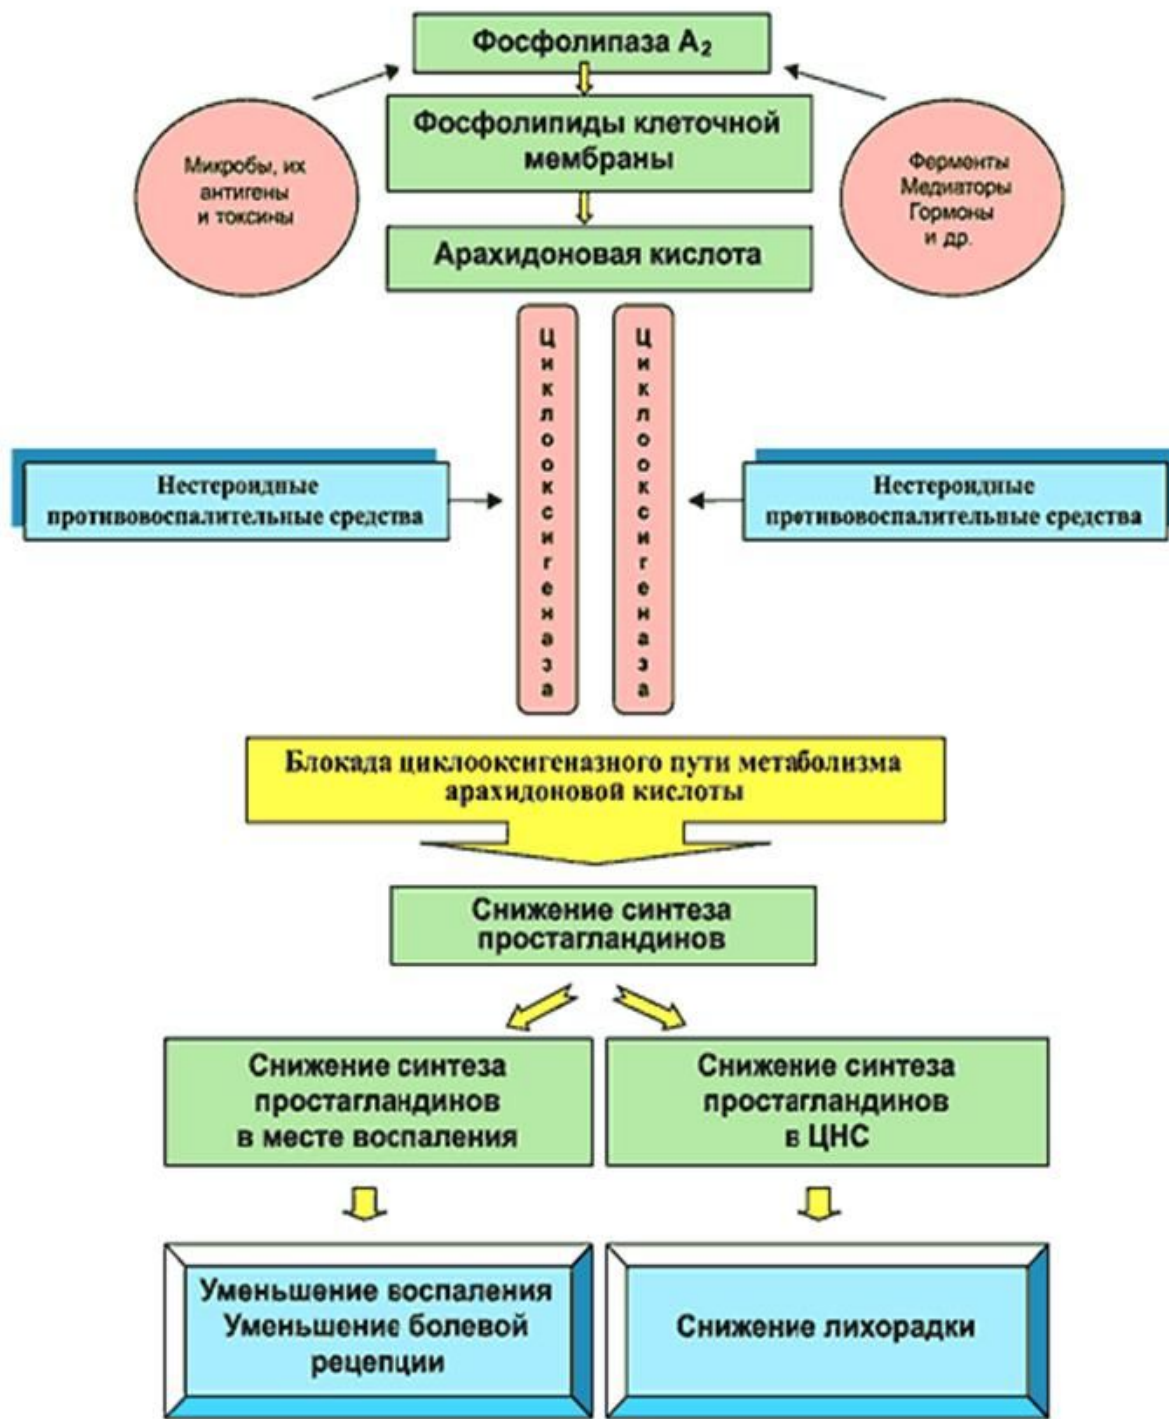 Фосфолипаза А₂
Фосфолипиды клеточной
мембраны
Микробы, их
антигены
и токсины
Ферменты
Медиаторы
Гормоны
и др.
Арахидоновая кислота
Циклооксигеназа
Циклооксигеназа
Нестероидные
противовоспалительные средства
Нестероидные
противовоспалительные средства
Блокада циклооксигеназного пути метаболизма
арахидоновой кислоты
Снижение синтеза
простагландинов
Снижение синтеза
простагландинов
в месте воспаления
Снижение синтеза
простагландинов
в ЦНС
Уменьшение воспаления
Уменьшение болевой
рецепции
Снижение лихорадки